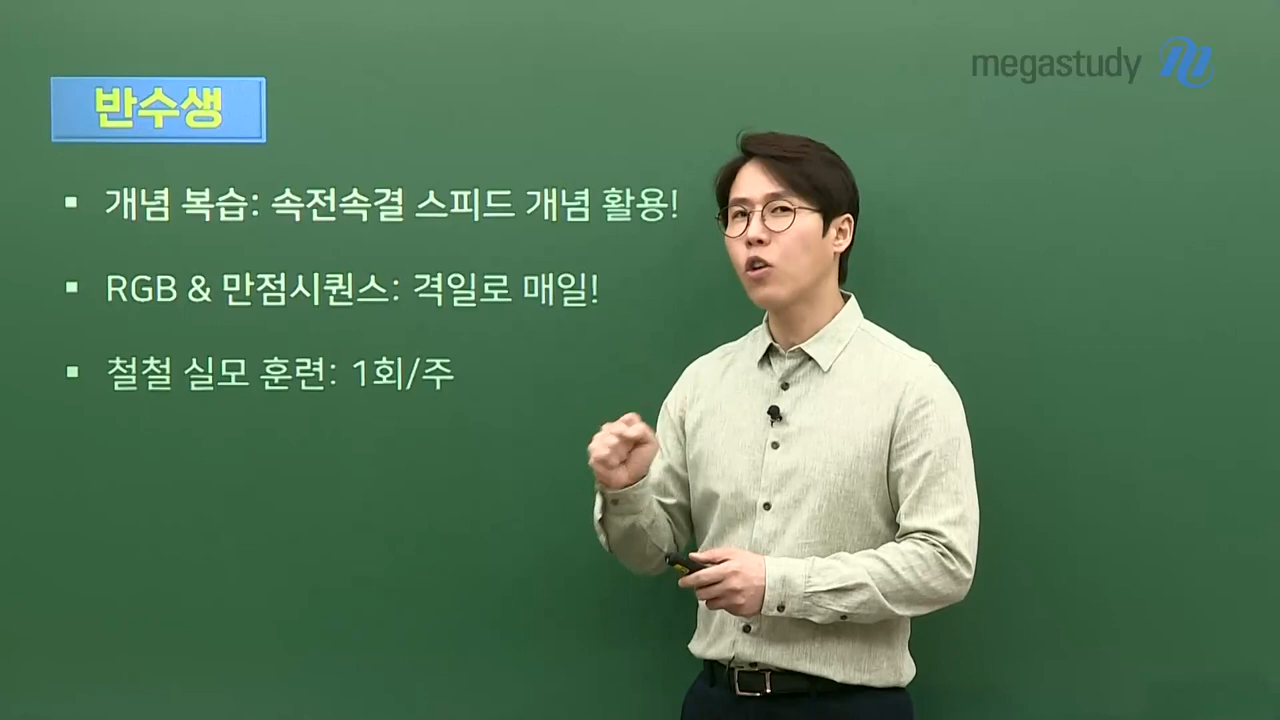 megastudy
반수생
▪ 개념 복습: 속전속결 스피드 개념 활용!
▪ RGB & 만점시퀀스: 격일로 매일!
▪ 철철 실모 훈련: 1회/주